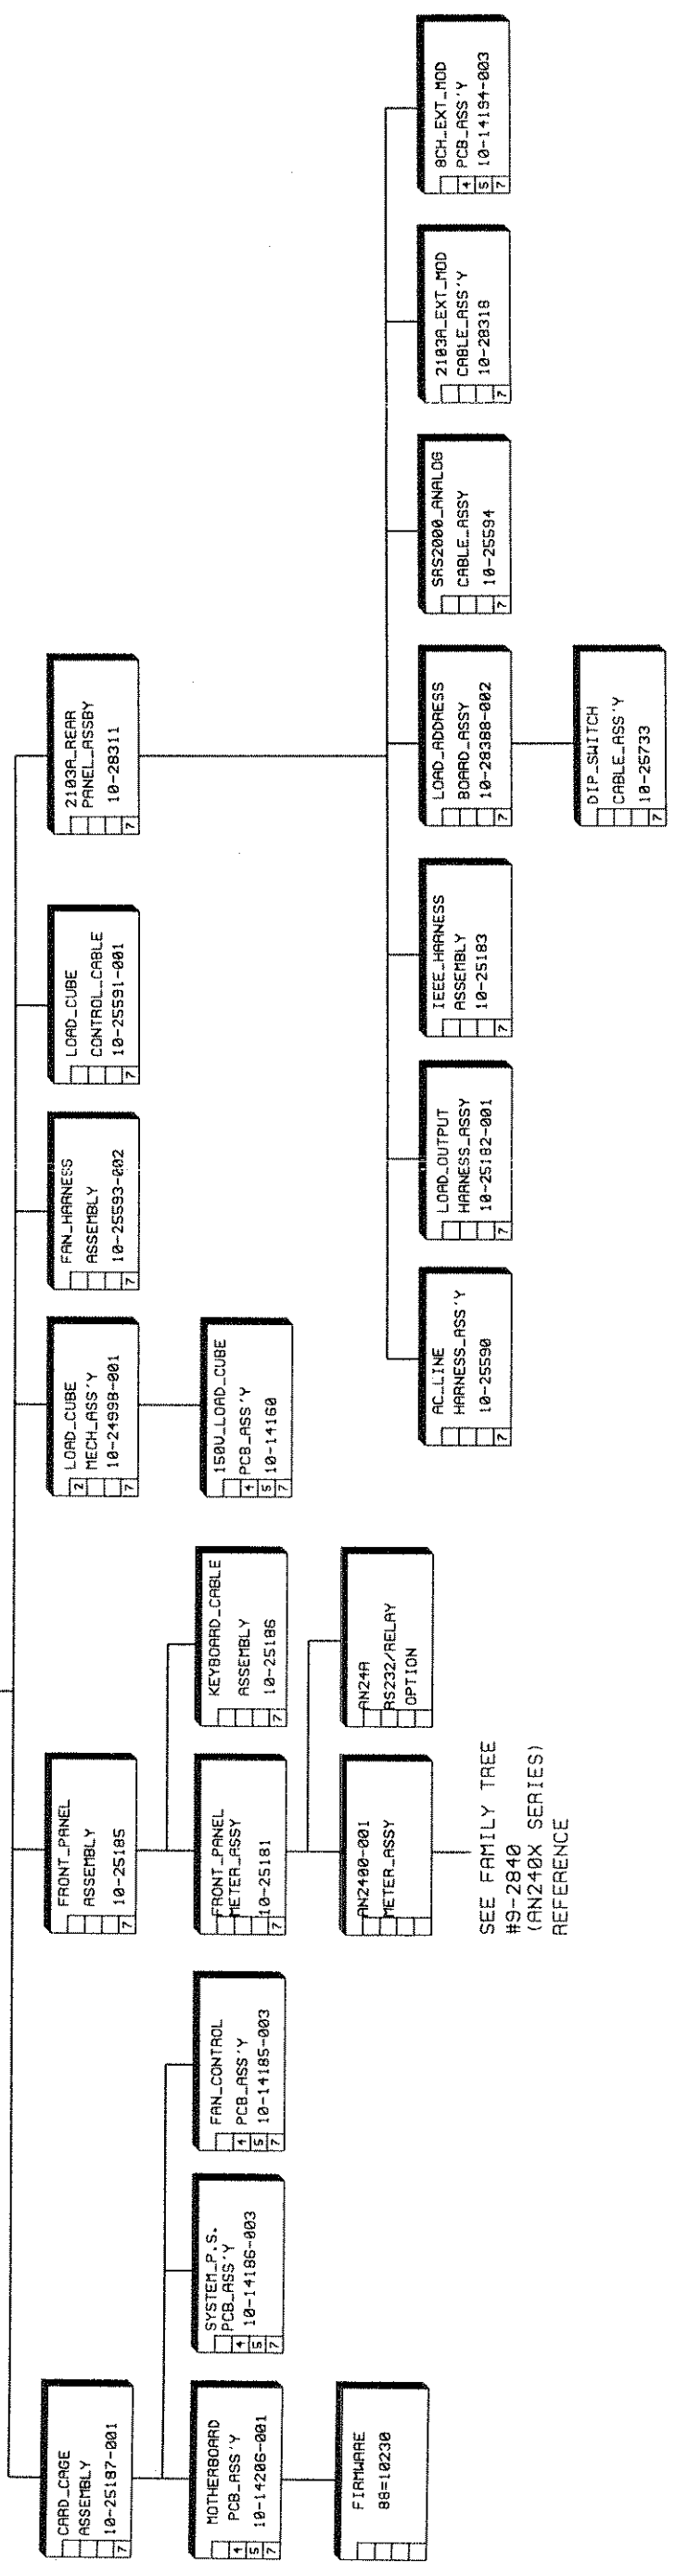 CARD_CAGE
ASSEMBLY
10-25187-001
7
MOTHERBOARD
PCB_ASS'Y
10-14206-001
4
5
7
FIRMWARE
88=10230
SYSTEM_P.S.
PCB_ASS'Y
10-14186-003
4
5
7
FAN_CONTROL
PCB_ASS'Y
10-14185-003
4
5
7
FRONT_PANEL
ASSEMBLY
10-25185
7
FRONT_PANEL
METER_ASSY
10-25181
7
KEYBOARD_CABLE
ASSEMBLY
10-25186
7
AN2400-001
METER_ASSY
AN24A
RS232/RELAY
OPTION
SEE FAMILY TREE
#9-2840
(AN240X SERIES)
REFERENCE
LOAD_CUBE
MECH_ASS'Y
10-24998-001
2
7
150V_LOAD_CUBE
PCB_ASS'Y
10-14160
4
5
7
FAN_HARNESS
ASSEMBLY
10-25593-002
7
LOAD_CUBE
CONTROL_CABLE
10-25591-001
7
2103A_REAR
PANEL_ASSBY
10-28311
7
AC_LINE
HARNESS_ASS'Y
10-25590
7
LOAD_OUTPUT
HARNESS_ASSY
10-25182-001
7
IEEE_HARNESS
ASSEMBLY
10-25183
7
LOAD_ADDRESS
BOARD_ASSY
10-28388-002
7
DIP_SWITCH
CABLE_ASS'Y
10-25733
7
SAS2000_ANALOG
CABLE_ASSY
10-25594
7
2103A_EXT_MOD
CABLE_ASS'Y
10-28318
7
8CH_EXT_MOD
PCB_ASS'Y
10-14194-003
4
5
7